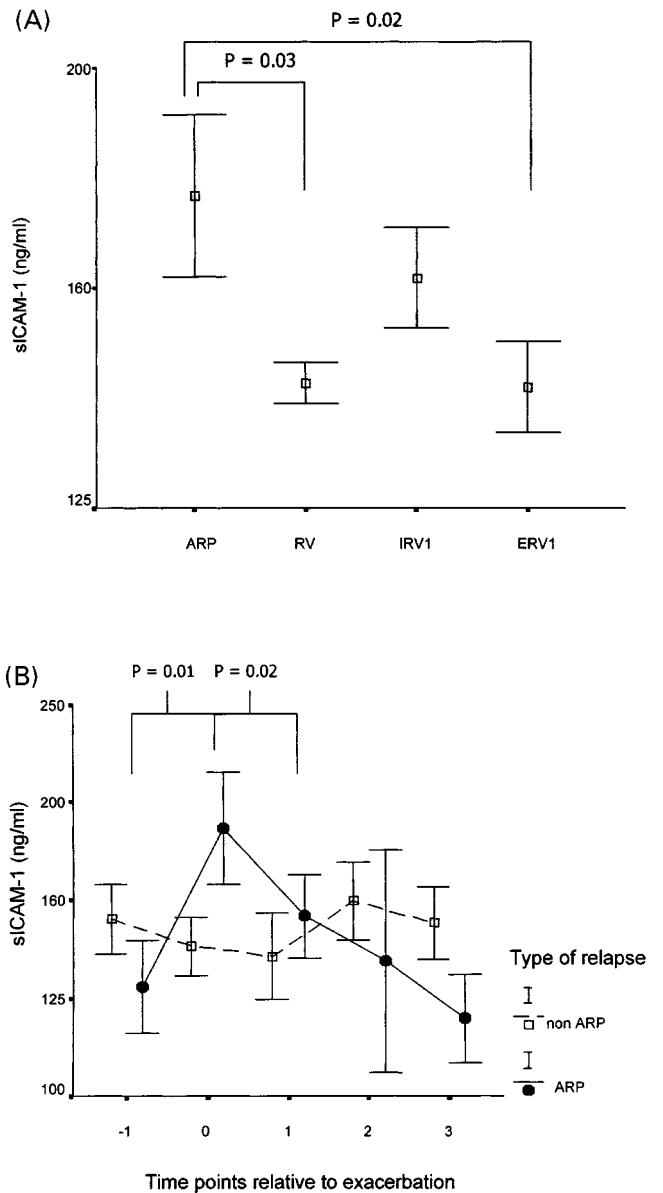 (A)
P = 0.02
P = 0.03
200
160
125
sICAM-1 (ng/ml)
ARP RV IRV1 ERV1
(B)
P = 0.01 P = 0.02
250
200
160
125
100
sICAM-1 (ng/ml)
-1 0 1 2 3
Time points relative to exacerbation
Type of relapse
non ARP
ARP